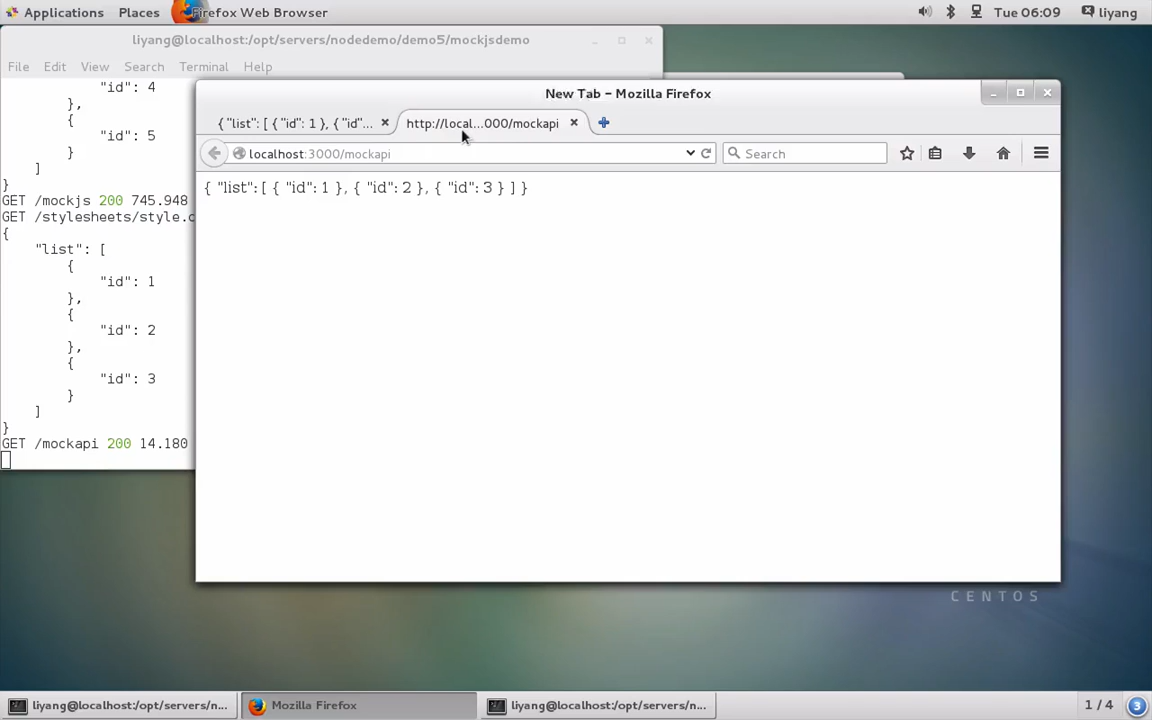 Applications Places Firefox Web Browser Tue 06:09 liyang
liyang@localhost:/opt/servers/nodedemo/demo5/mockjsdemo
File Edit View Search Terminal Help
"id": 4
},
{
"id": 5
}
]
}
GET /mockjs 200 745.948
GET /stylesheets/style.c
{
"list": [
{
"id": 1
},
{
"id": 2
},
{
"id": 3
}
]
}
GET /mockapi 200 14.180
New Tab - Mozilla Firefox
{ "list": [ { "id": 1 }, { "id"...
http://local...000/mockapi
localhost:3000/mockapi
Search
{ "list": [ { "id": 1 }, { "id": 2 }, { "id": 3 } ] }
CENTOS
liyang@localhost:/opt/servers/n...
Mozilla Firefox
liyang@localhost:/opt/servers/n...
1 / 4
3